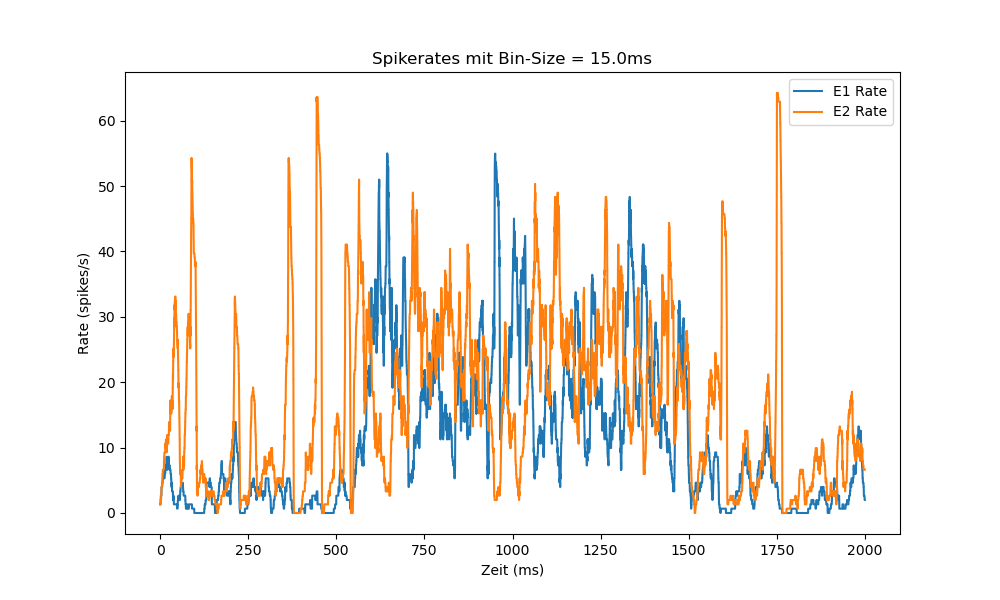 Spikerates mit Bin-Size = 15.0ms
E1 Rate
E2 Rate
60
50
40
30
20
10
0
Rate (spikes/s)
0 250 500 750 1000 1250 1500 1750 2000
Zeit (ms)